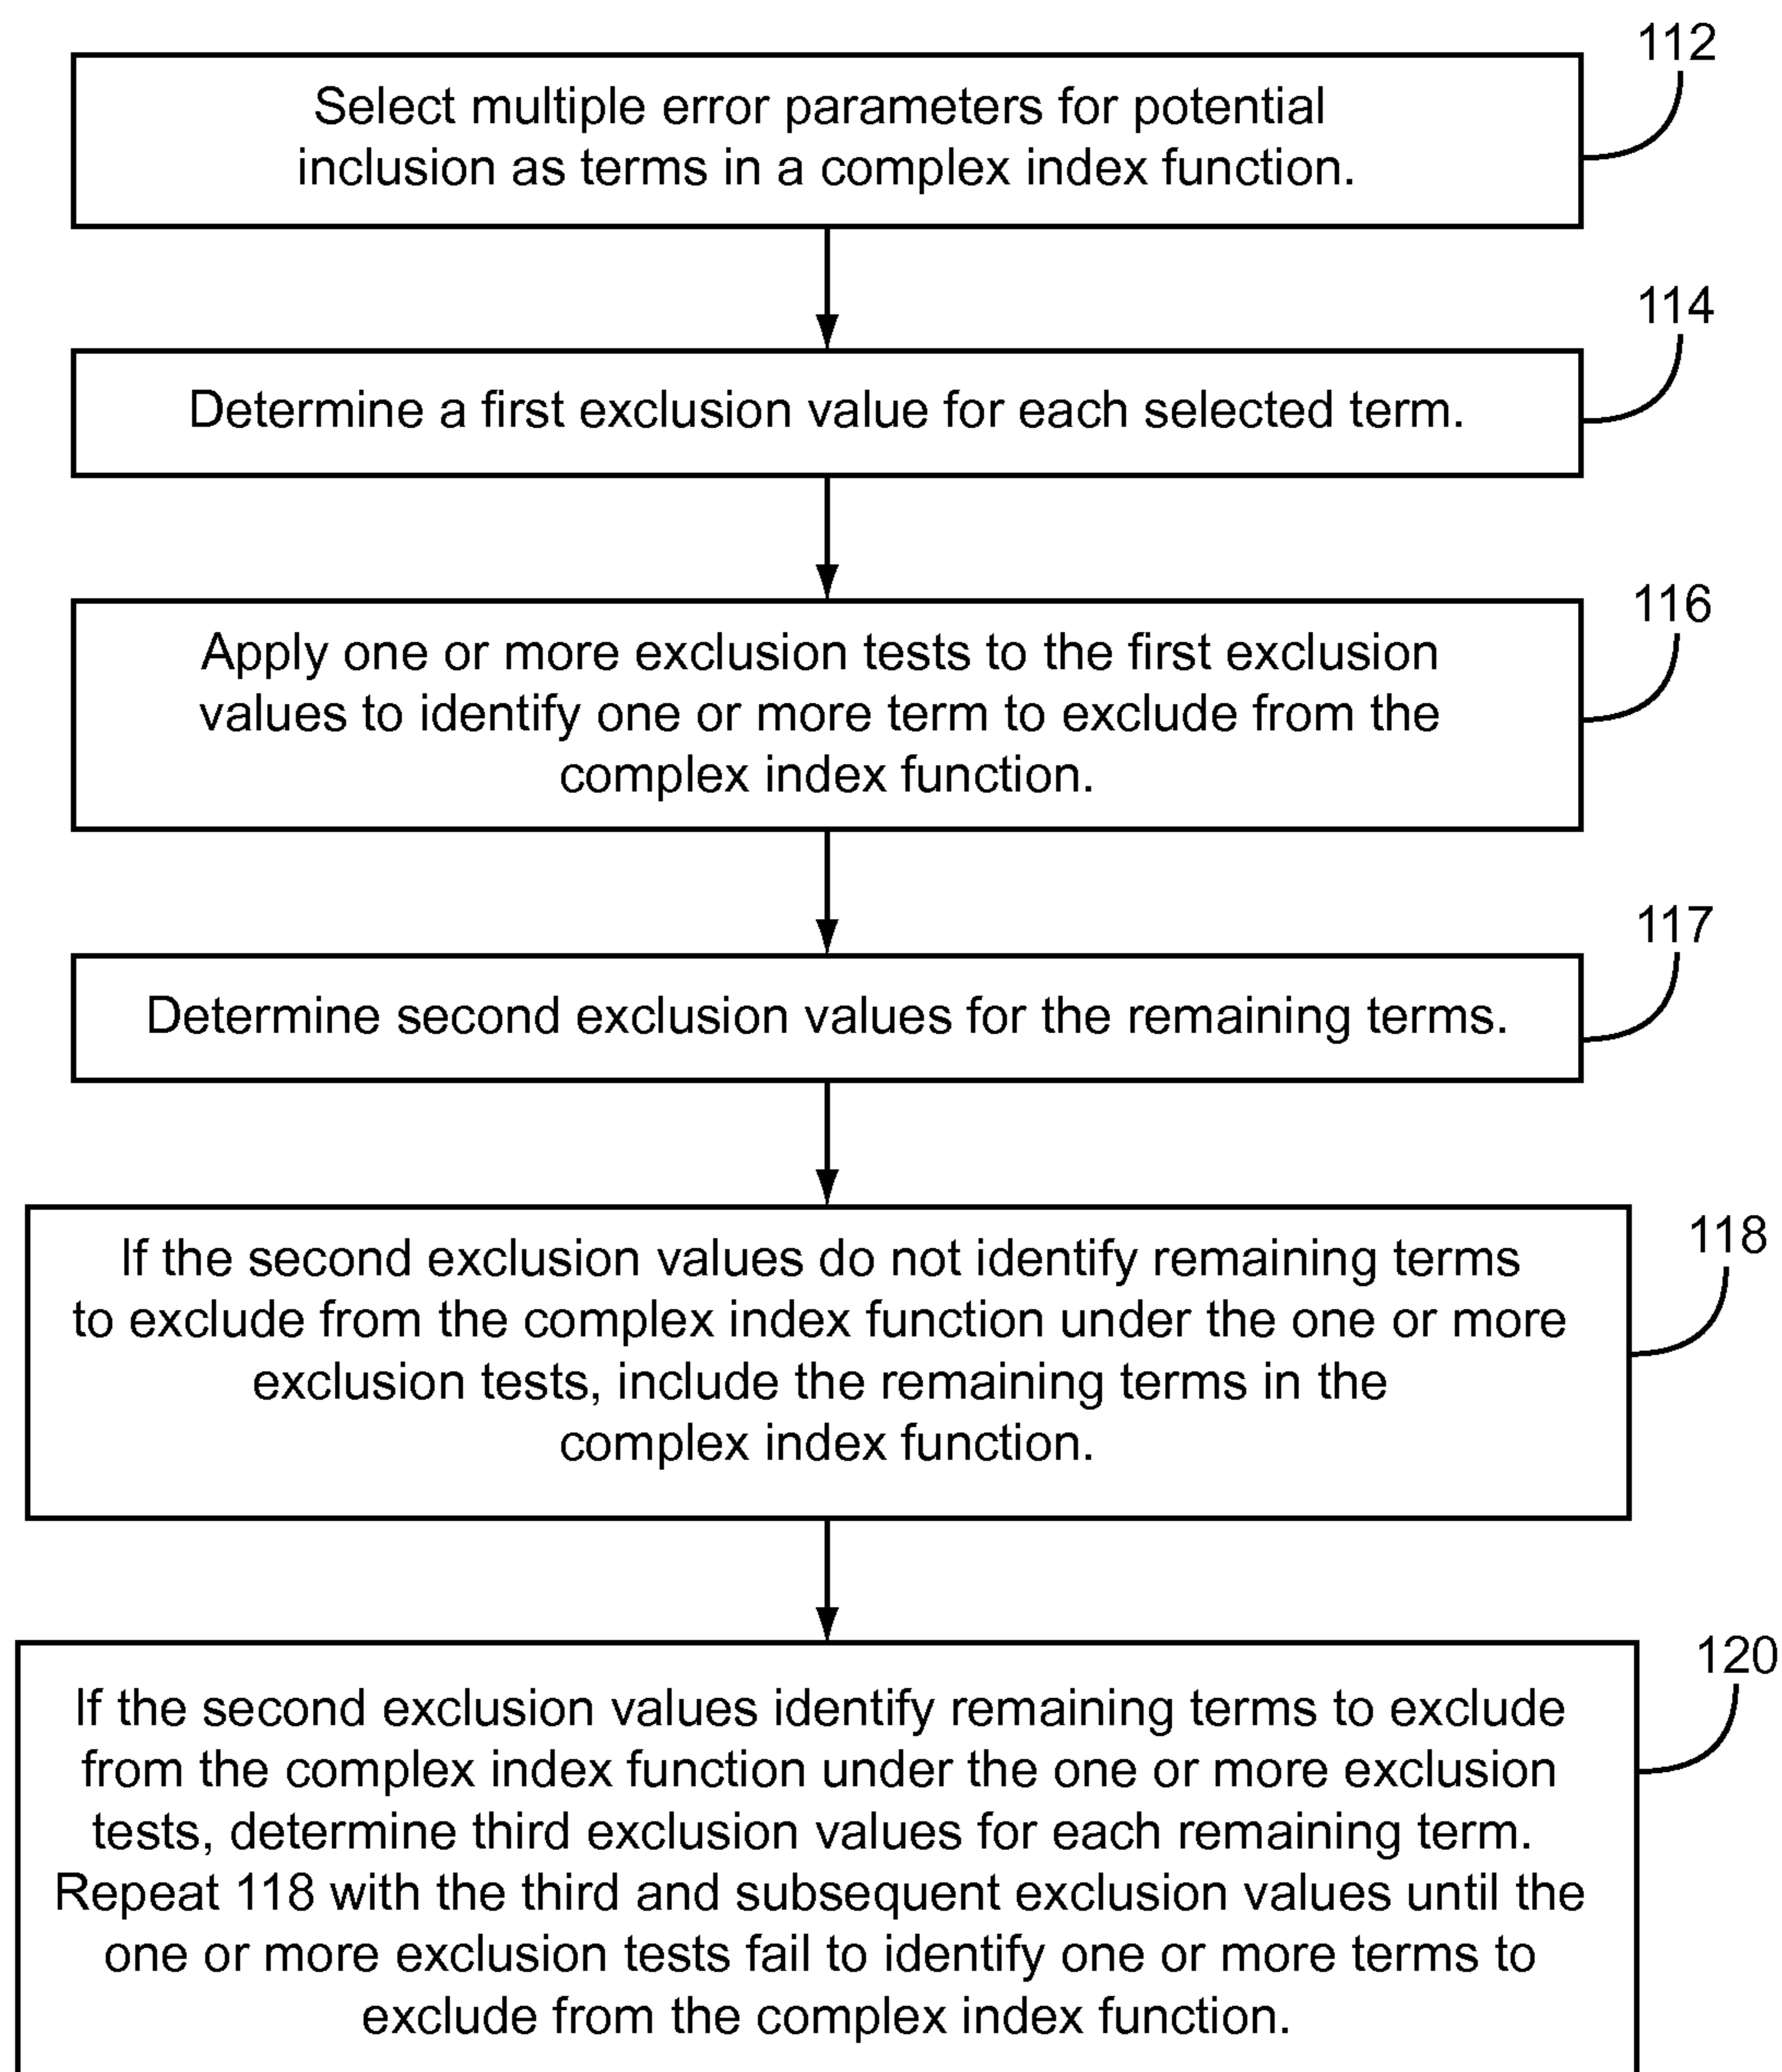 112
Select multiple error parameters for potential
inclusion as terms in a complex index function.
114
Determine a first exclusion value for each selected term.
116
Apply one or more exclusion tests to the first exclusion
values to identify one or more term to exclude from the
complex index function.
117
Determine second exclusion values for the remaining terms.
118
If the second exclusion values do not identify remaining terms
to exclude from the complex index function under the one or more
exclusion tests, include the remaining terms in the
complex index function.
120
If the second exclusion values identify remaining terms to exclude
from the complex index function under the one or more exclusion
tests, determine third exclusion values for each remaining term.
Repeat 118 with the third and subsequent exclusion values until the
one or more exclusion tests fail to identify one or more terms to
exclude from the complex index function.